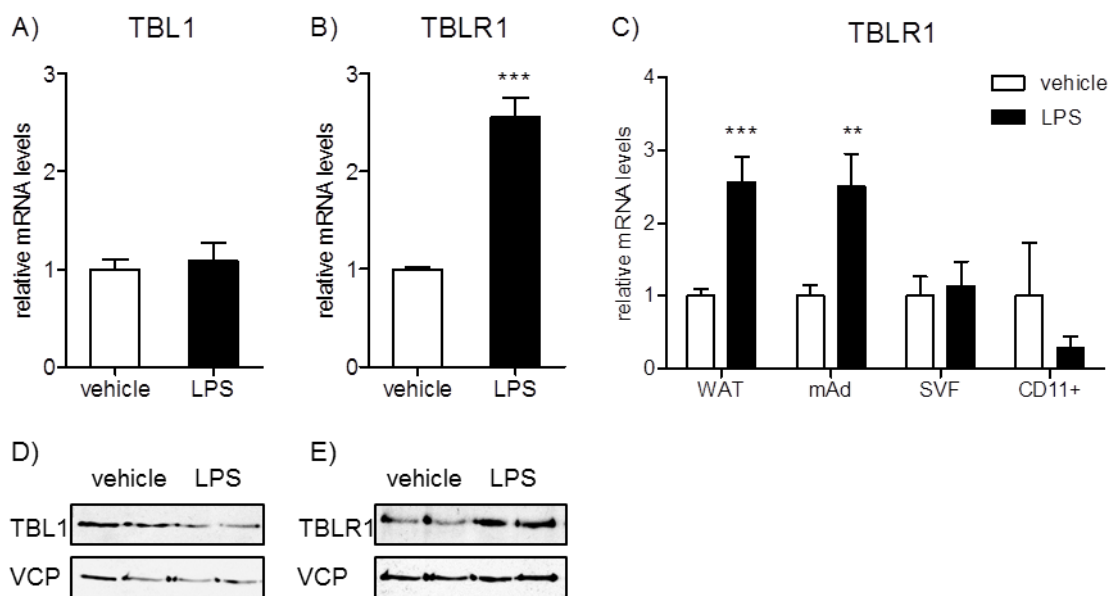 A) TBL1
relative mRNA levels
3
2
1
0
vehicle LPS
B) TBLR1
relative mRNA levels
3
2
1
0
***
vehicle LPS
C) TBLR1
relative mRNA levels
4
3
2
1
0
*** **
WAT mAd SVF CD11+
vehicle
LPS
D)
vehicle LPS
TBL1
VCP
E)
vehicle LPS
TBLR1
VCP